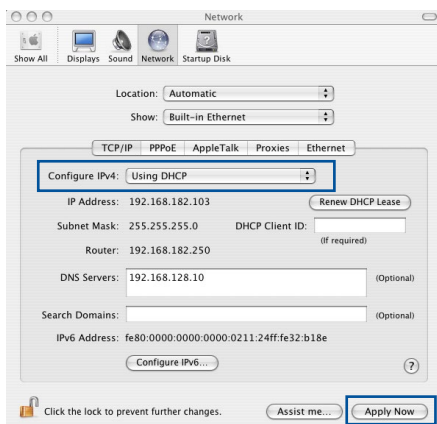 Network
Show All Displays Sound Network Startup Disk
Location: Automatic
Show: Built-in Ethernet
TCP/IP PPPoE AppleTalk Proxies Ethernet
Configure IPv4: Using DHCP
IP Address: 192.168.182.103 Renew DHCP Lease
Subnet Mask: 255.255.255.0 DHCP Client ID:
(If required)
Router: 192.168.182.250
DNS Servers: 192.168.128.10 (Optional)
Search Domains: (Optional)
IPv6 Address: fe80:0000:0000:0000:0211:24ff:fe32:b18e
Configure IPv6... ?
Click the lock to prevent further changes. Assist me... Apply Now